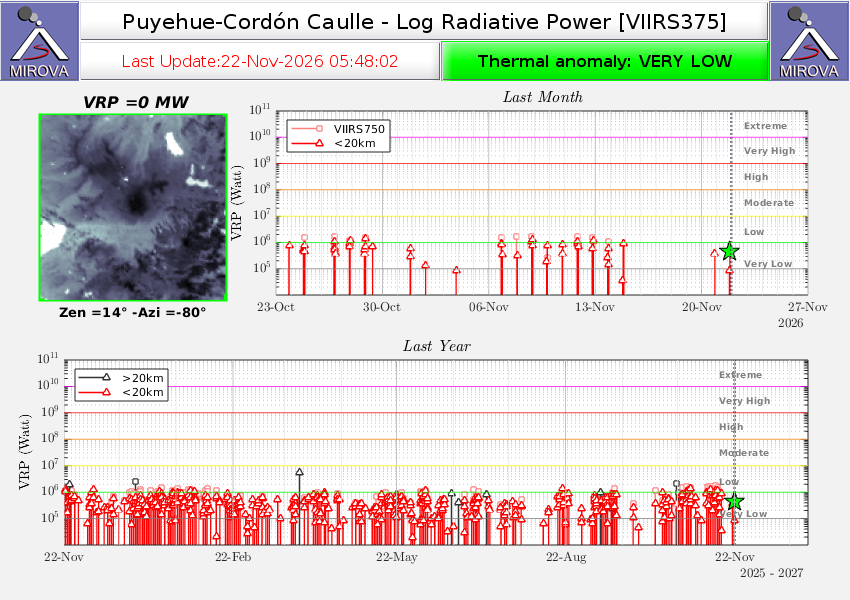 MIROVA
Puyehue-Cordón Caulle - Log Radiative Power [VIIRS375]
MIROVA
Last Update:22-Nov-2026 05:48:02
Thermal anomaly: VERY LOW
VRP =0 MW
Zen =14° -Azi =-80°
Last Month
VRP (Watt)
10¹¹
10¹⁰
10⁹
10⁸
10⁷
10⁶
10⁵
VIIRS750
<20km
Extreme
Very High
High
Moderate
Low
Very Low
23-Oct 30-Oct 06-Nov 13-Nov 20-Nov 27-Nov
2026
Last Year
VRP (Watt)
10¹¹
10¹⁰
10⁹
10⁸
10⁷
10⁶
10⁵
>20km
<20km
Extreme
Very High
High
Moderate
Low
Very Low
22-Nov 22-Feb 22-May 22-Aug 22-Nov
2025 - 2027